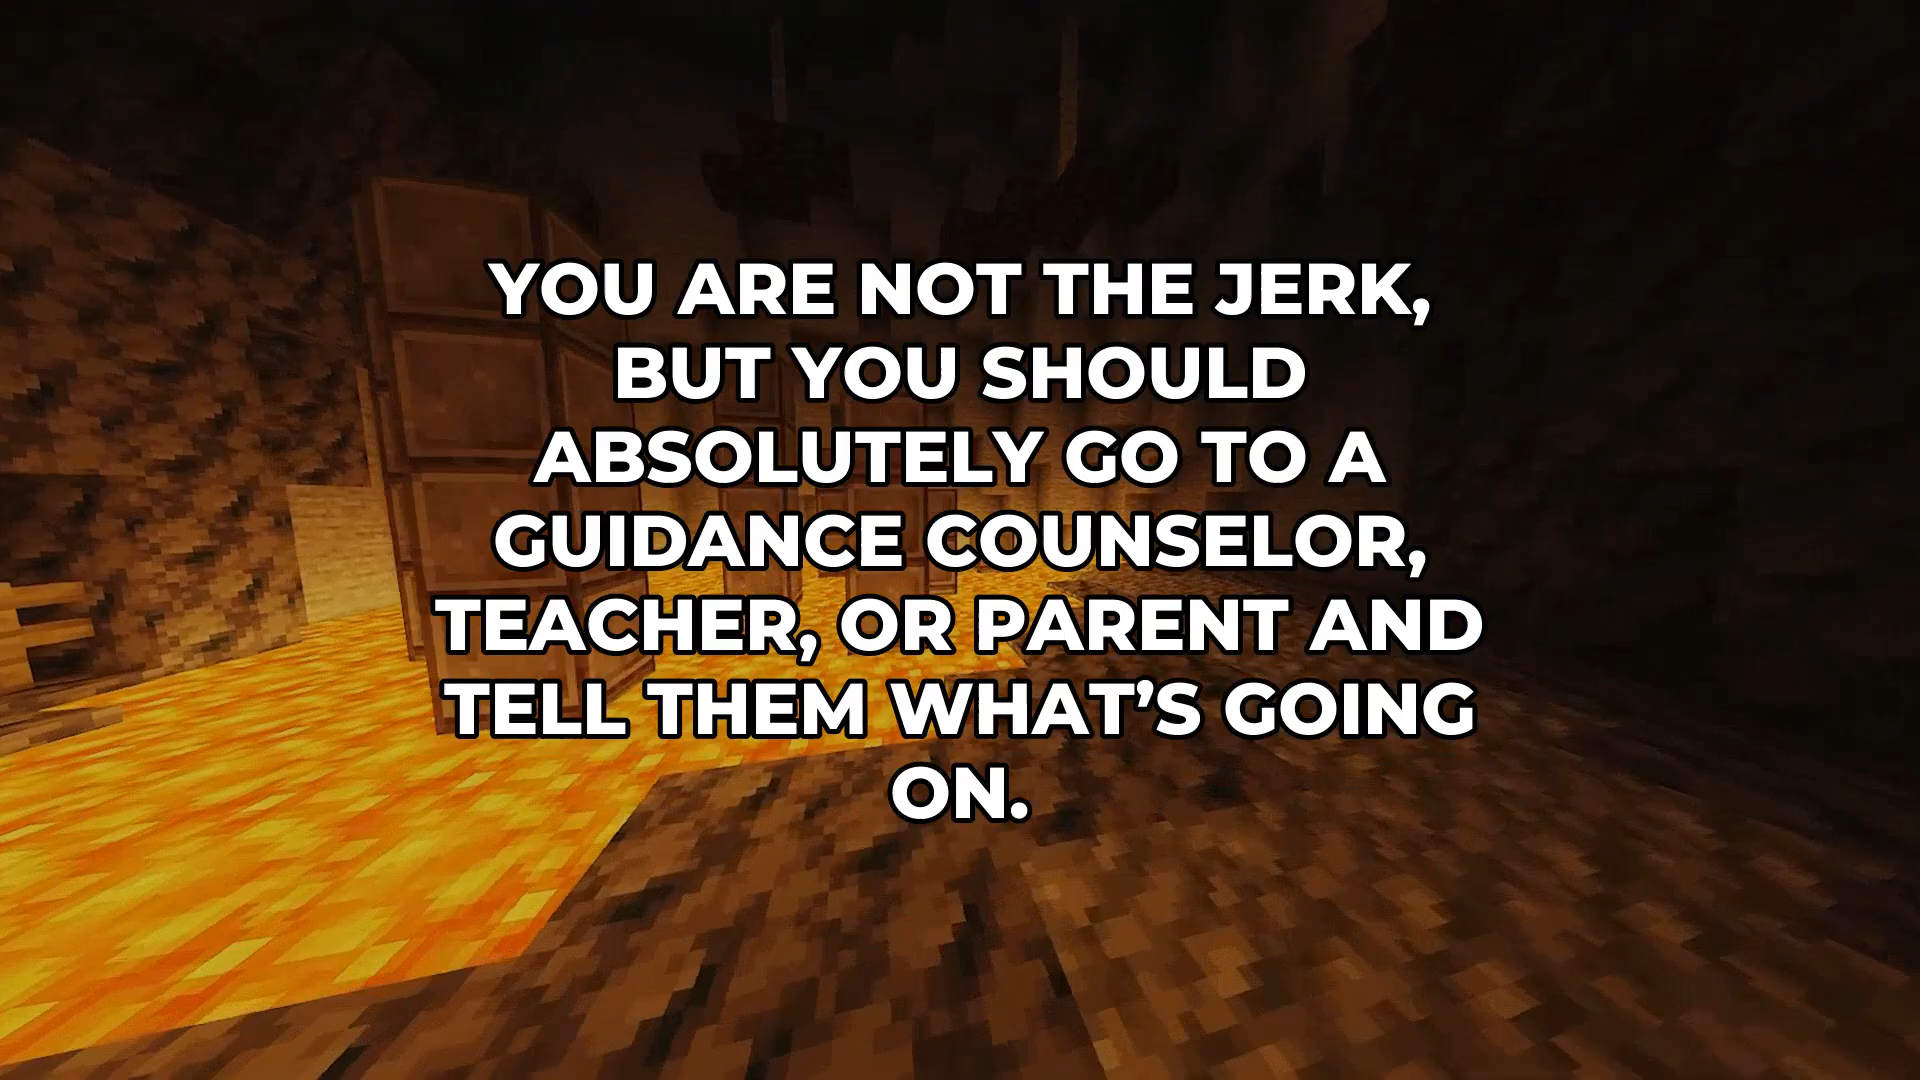 YOU ARE NOT THE JERK,
BUT YOU SHOULD
ABSOLUTELY GO TO A
GUIDANCE COUNSELOR,
TEACHER, OR PARENT AND
TELL THEM WHAT’S GOING
ON.